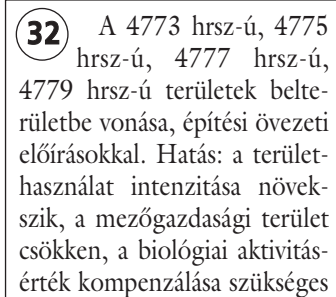 32 A 4773 hrsz-ú, 4775
hrsz-ú, 4777 hrsz-ú,
4779 hrsz-ú területek belte-
rületbe vonása, építési övezeti
előírásokkal. Hatás: a terület-
használat intenzitása növek-
szik, a mezőgazdasági terület
csökken, a biológiai aktivitás-
érték kompenzálása szükséges